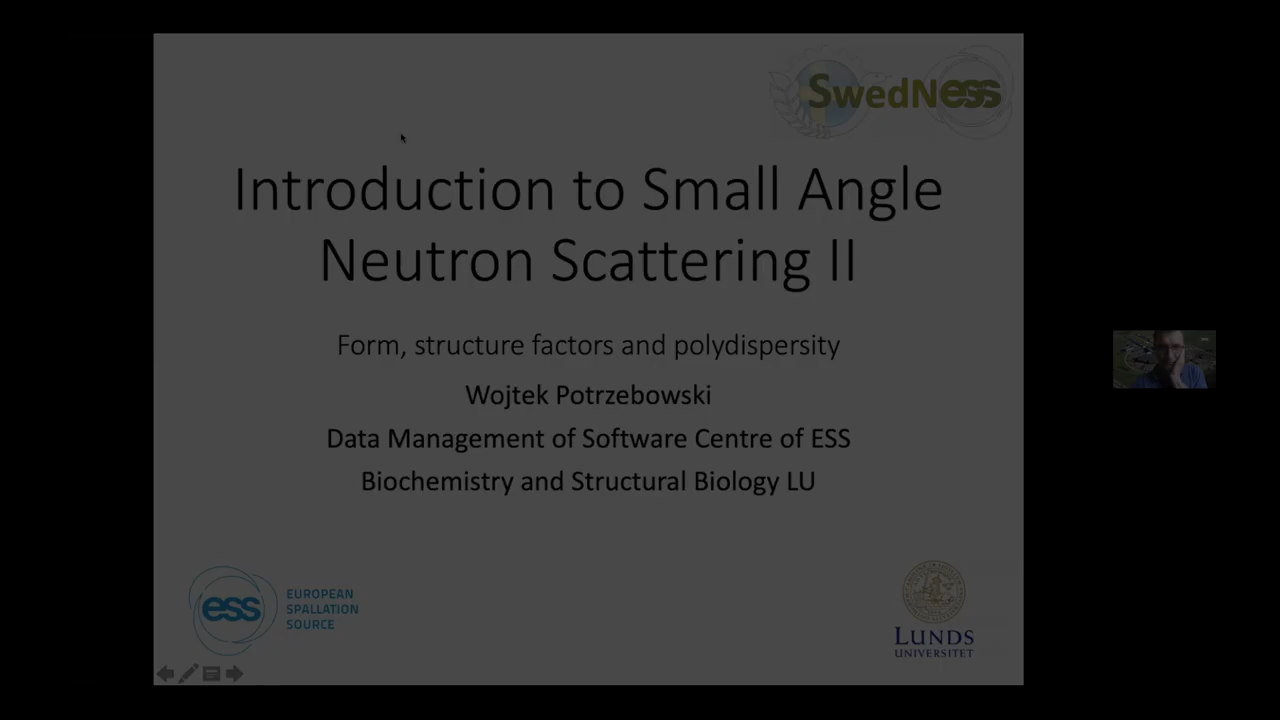 SwedNess
Introduction to Small Angle
Neutron Scattering II
Form, structure factors and polydispersity
Wojtek Potrzebowski
Data Management of Software Centre of ESS
Biochemistry and Structural Biology LU
ess
EUROPEAN
SPALLATION
SOURCE
LUNDS
UNIVERSITET